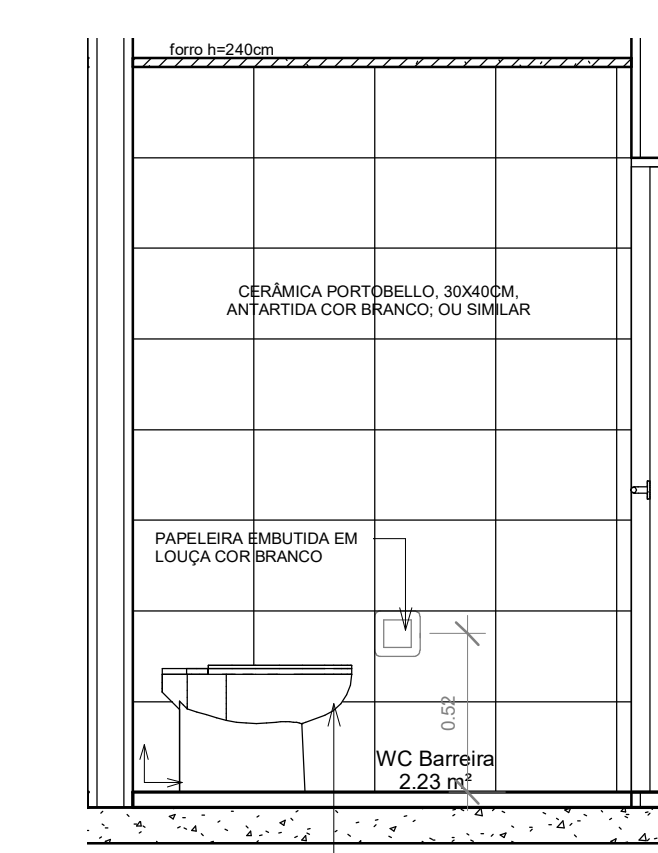 forro h=240cm
CERÂMICA PORTOBELLO, 30X40CM,
ANTARTIDA COR BRANCO; OU SIMILAR
PAPELEIRA EMBUTIDA EM
LOUÇA COR BRANCO
0.52
WC Barreira
2.23 m²